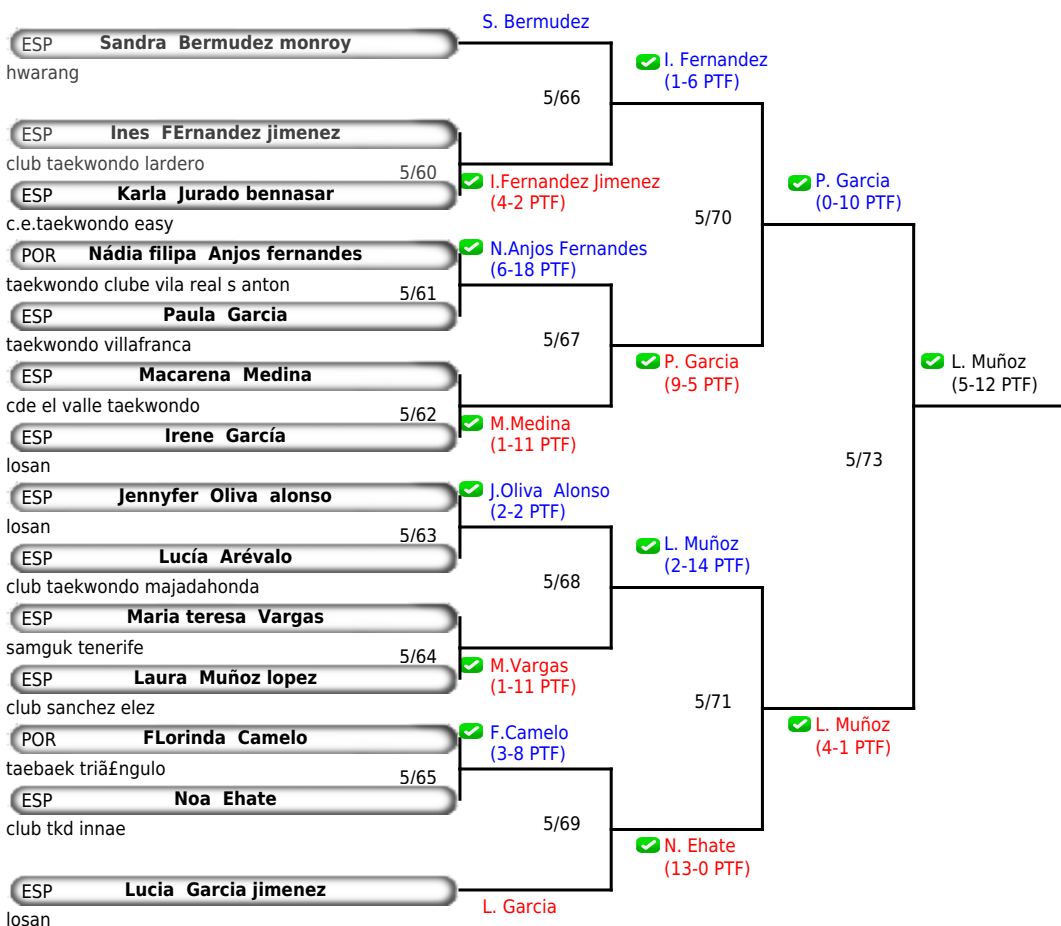 S. Bermudez
ESP Sandra Bermudez monroy
hwarang
I. Fernandez
(1-6 PTF)
5/66
ESP Ines FErnandez jimenez
club taekwondo lardero
5/60
ESP Karla Jurado bennasar
I.Fernandez Jimenez
(4-2 PTF)
c.e.taekwondo easy
P. Garcia
(0-10 PTF)
5/70
POR Nádia filipa Anjos fernandes
N.Anjos Fernandes
(6-18 PTF)
taekwondo clube vila real s anton
5/61
ESP Paula Garcia
taekwondo villafranca
5/67
P. Garcia
(9-5 PTF)
L. Muñoz
(5-12 PTF)
ESP Macarena Medina
cde el valle taekwondo
5/62
ESP Irene García
M.Medina
(1-11 PTF)
losan
5/73
ESP Jennyfer Oliva alonso
J.Oliva Alonso
(2-2 PTF)
losan
5/63
ESP Lucía Arévalo
L. Muñoz
(2-14 PTF)
club taekwondo majadahonda
5/68
ESP Maria teresa Vargas
samguk tenerife
5/64
ESP Laura Muñoz lopez
M.Vargas
(1-11 PTF)
club sanchez elez
5/71
L. Muñoz
(4-1 PTF)
POR FLorinda Camelo
F.Camelo
(3-8 PTF)
taebaek triã£ngulo
5/65
ESP Noa Ehate
club tkd innae
5/69
N. Ehate
(13-0 PTF)
ESP Lucia Garcia jimenez
L. Garcia
losan